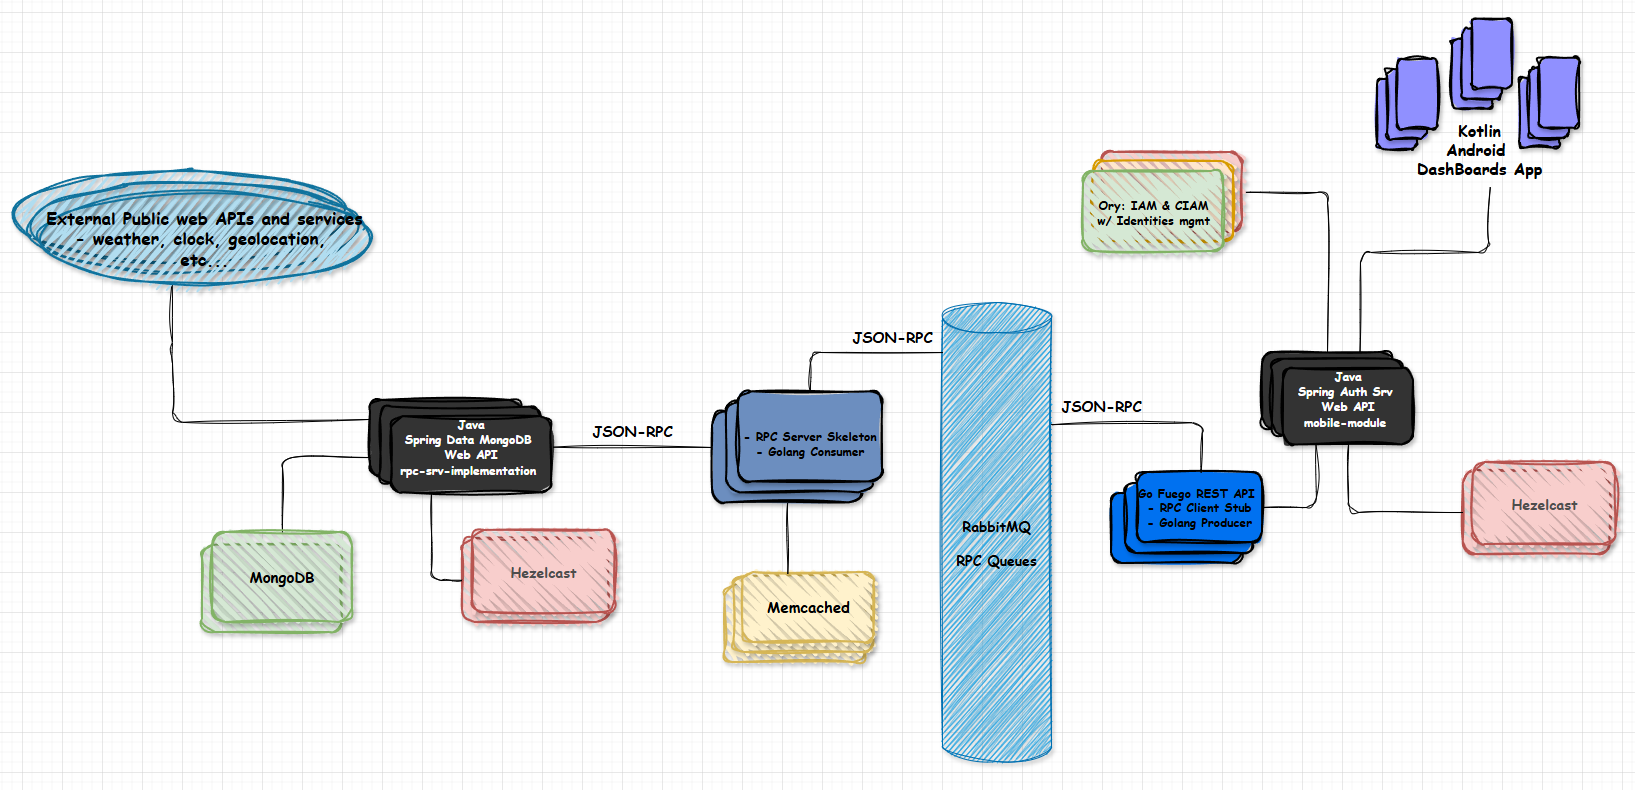 Kotlin
Android
DashBoards App
Ory: IAM & CIAM
w/ Identities mgmt
External Public web APIs and services
- weather, clock, geolocation,
etc...
JSON-RPC
Java
Spring Auth Srv
Web API
mobile-module
JSON-RPC
Java
Spring Data MongoDB
Web API
rpc-srv-implementation
JSON-RPC
- RPC Server Skeleton
- Golang Consumer
Go Fuego REST API
- RPC Client Stub
- Golang Producer
Hezelcast
RabbitMQ
RPC Queues
MongoDB
Hezelcast
Memcached